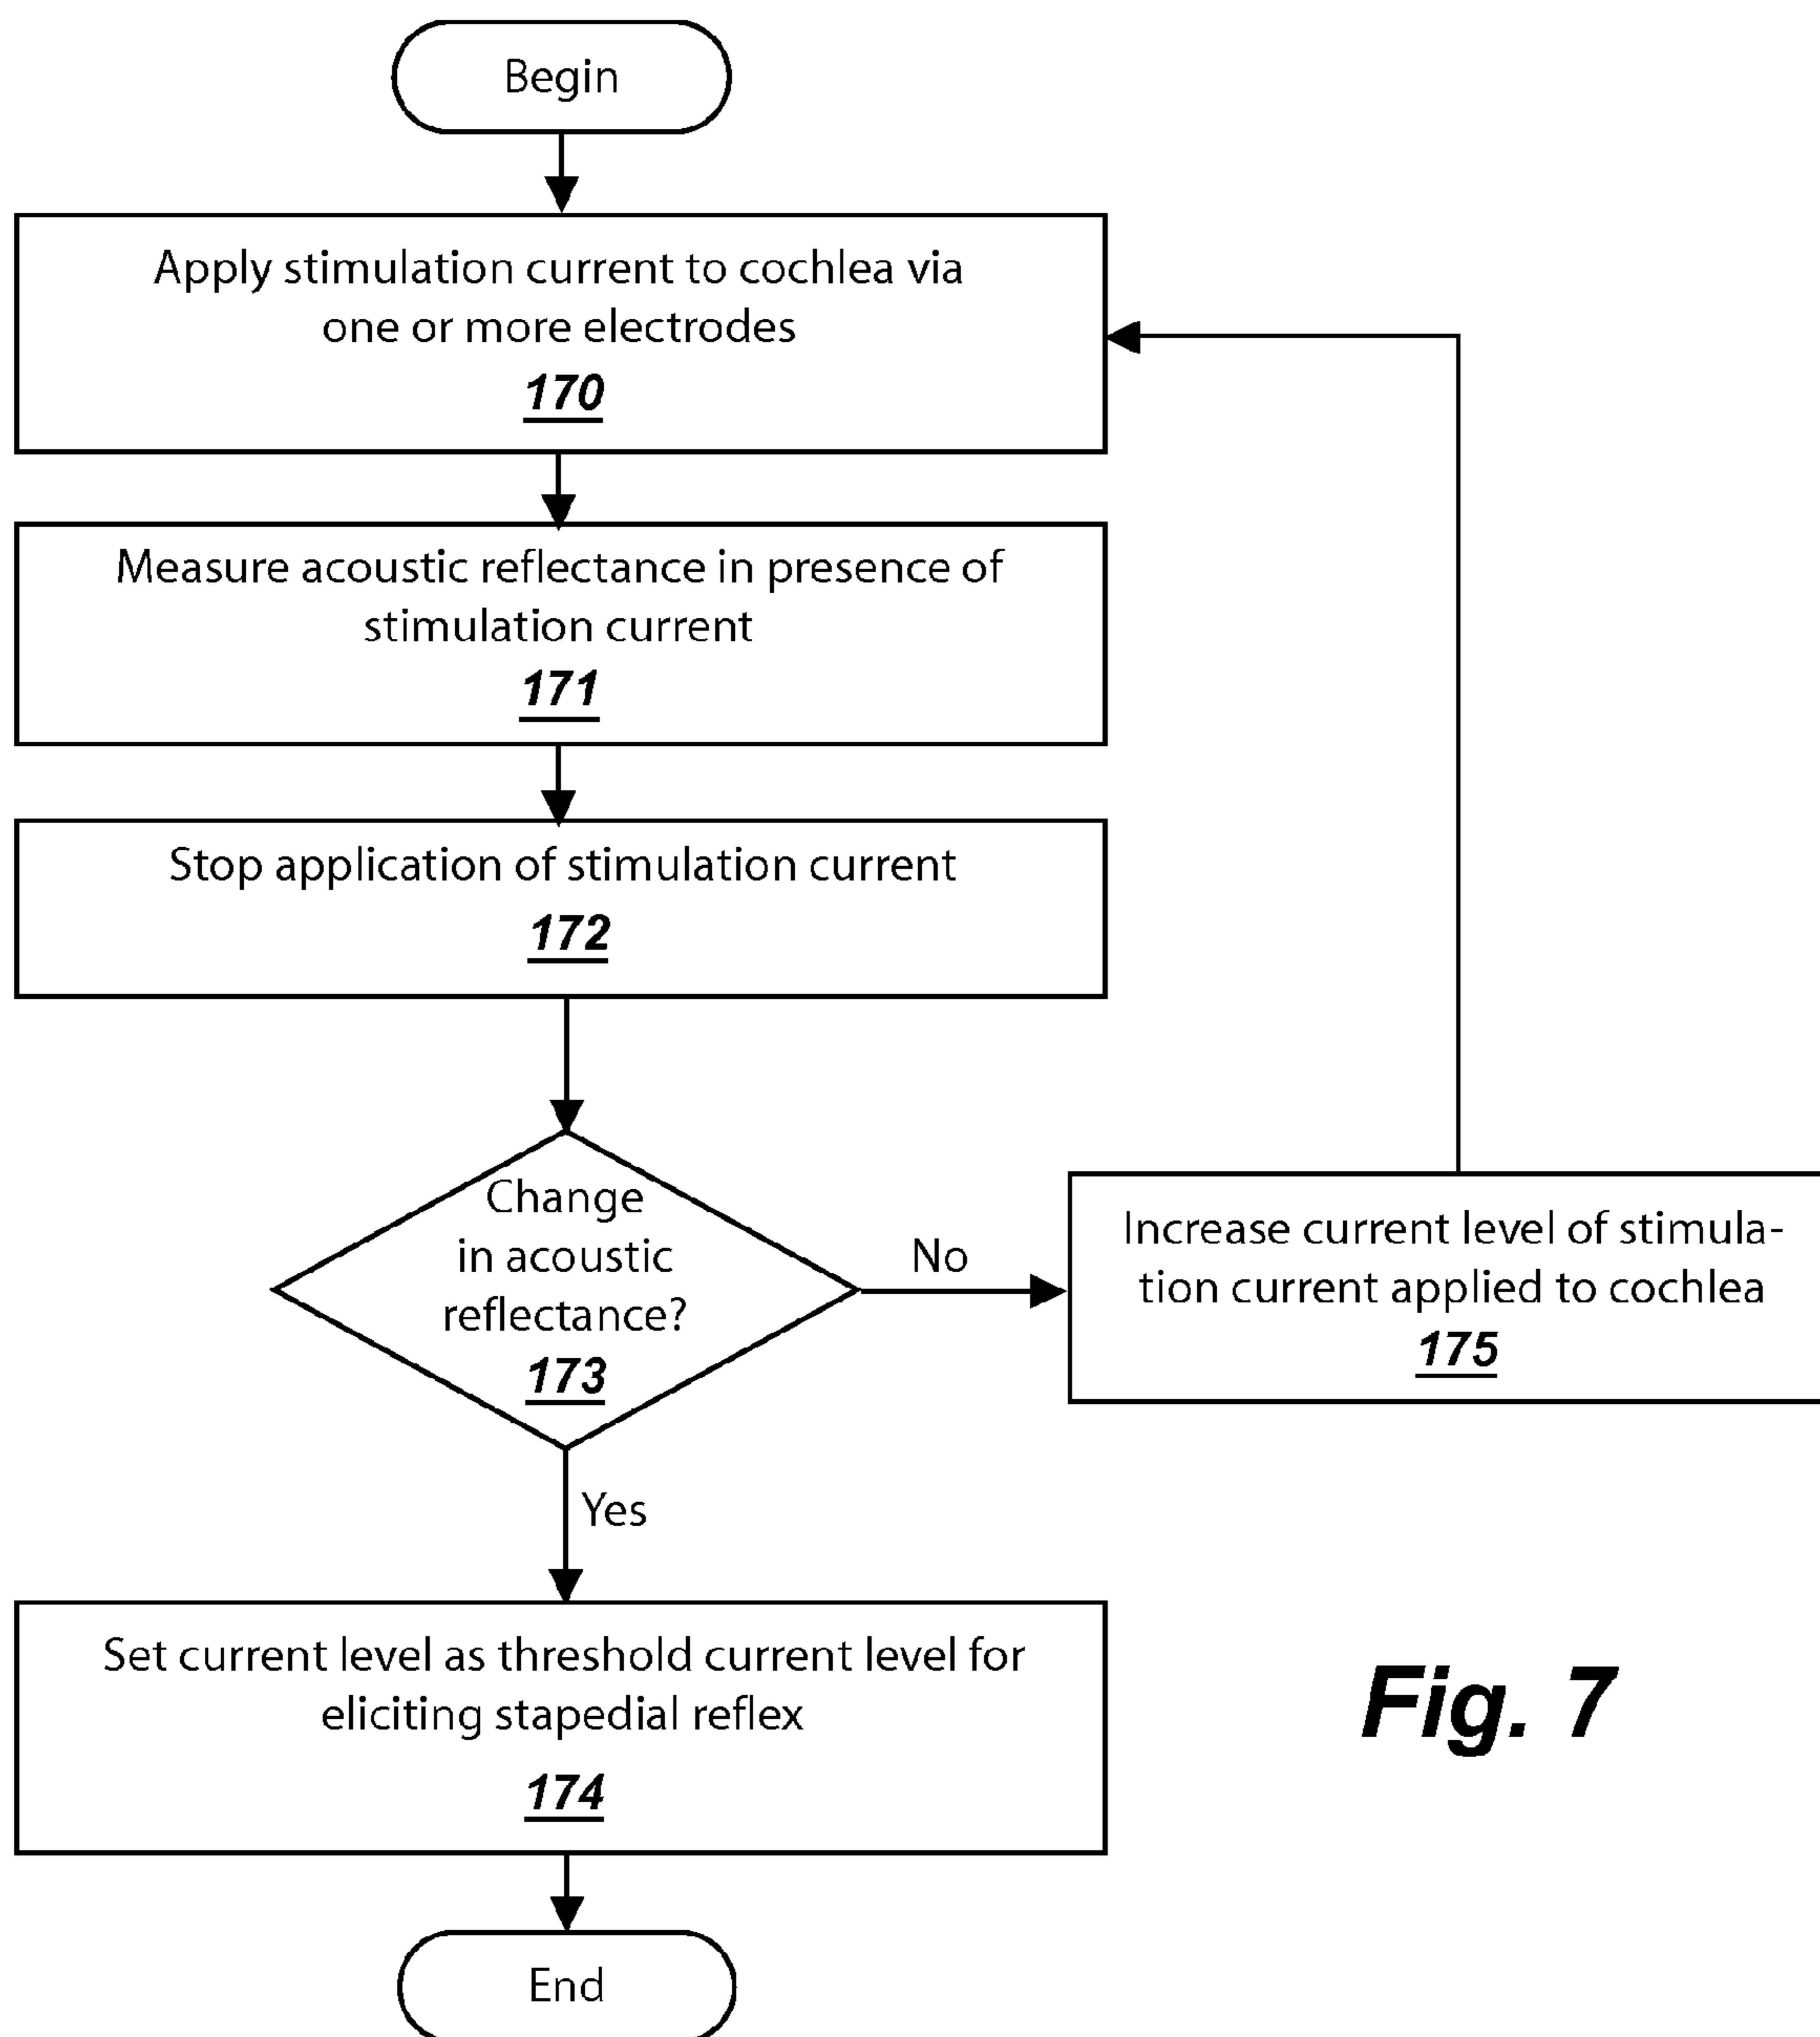 Begin
Apply stimulation current to cochlea via
one or more electrodes
170
Measure acoustic reflectance in presence of
stimulation current
171
Stop application of stimulation current
172
Change
in acoustic
reflectance?
173
No
Increase current level of stimula-
tion current applied to cochlea
175
Yes
Set current level as threshold current level for
eliciting stapedial reflex
174
End
Fig. 7